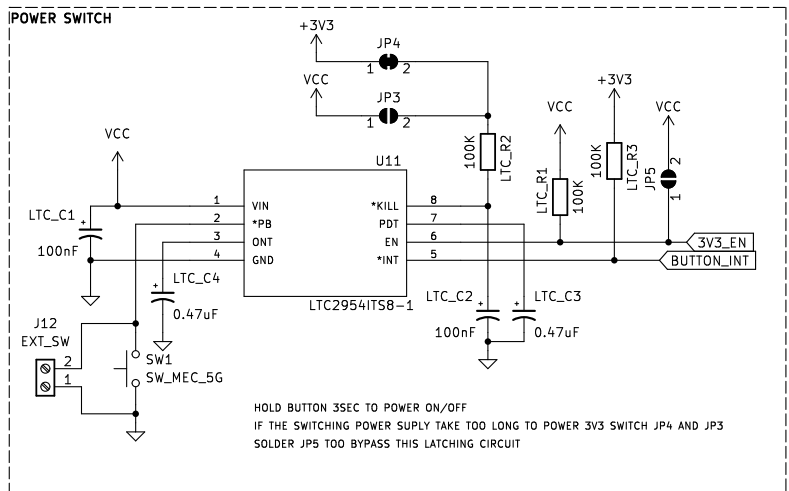 POWER SWITCH
+3V3
JP4
1 2
VCC
JP3
1 2
+3V3
VCC
VCC
VCC
100K
LTC_R2
LTC_R1
100K
100K
LTC_R3
JP5
2
1
U11
LTC_C1
100nF
1 VIN
2 *PB
3 ONT
4 GND
*KILL 8
PDT 7
EN 6
*INT 5
3V3_EN
BUTTON_INT
LTC2954ITS8-1
LTC_C4
0.47uF
LTC_C2
100nF
LTC_C3
0.47uF
J12
EXT_SW
2
1
SW1
SW_MEC_5G
HOLD BUTTON 3SEC TO POWER ON/OFF
IF THE SWITCHING POWER SUPLY TAKE TOO LONG TO POWER 3V3 SWITCH JP4 AND JP3
SOLDER JP5 TOO BYPASS THIS LATCHING CIRCUIT
+
+
+
+